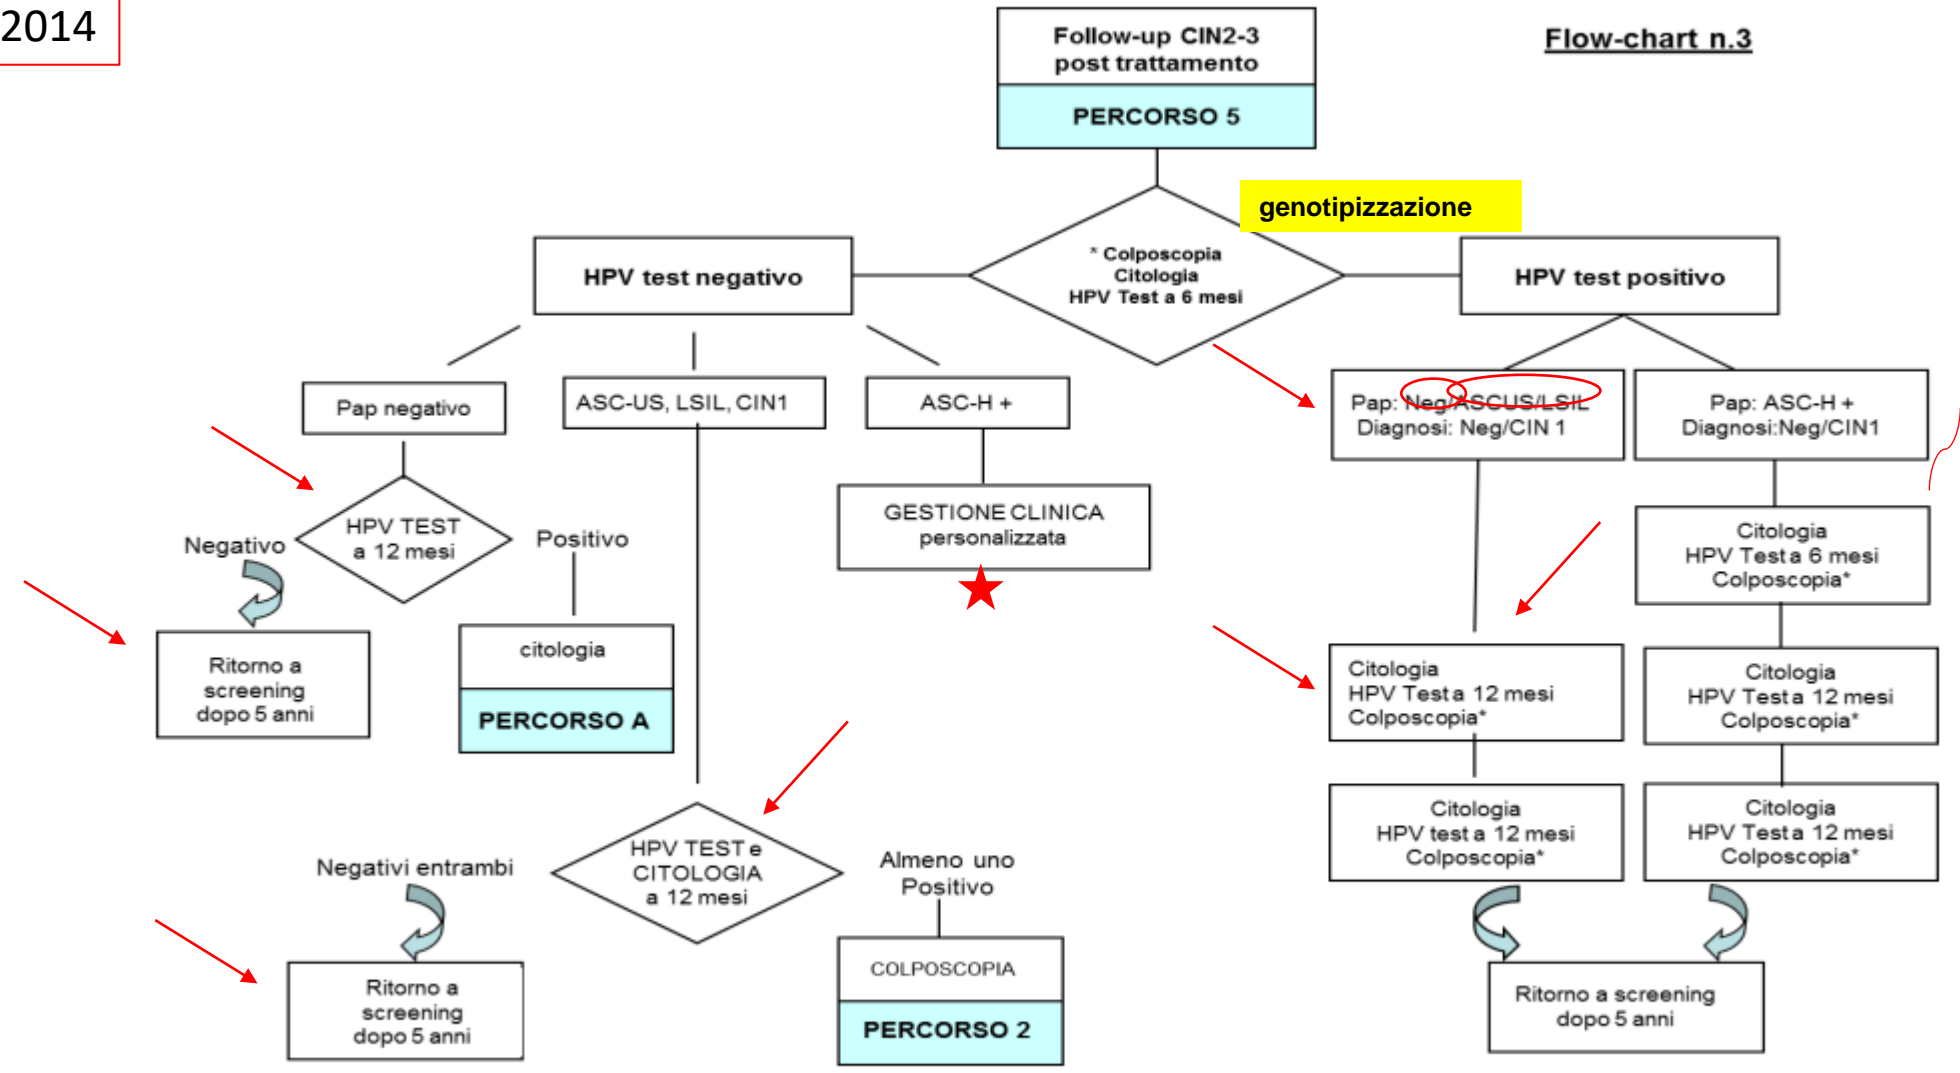 2014
Flow-chart n.3
Follow-up CIN2-3
post trattamento
PERCORSO 5
genotipizzazione
* Colposcopia
Citologia
HPV Test a 6 mesi
HPV test negativo
HPV test positivo
Pap negativo
ASC-US, LSIL, CIN1
ASC-H +
Pap: Neg/ASCUS/LSIL
Diagnosi: Neg/CIN 1
Pap: ASC-H +
Diagnosi:Neg/CIN1
HPV TEST
a 12 mesi
Negativo
Positivo
GESTIONE CLINICA
personalizzata
Citologia
HPV Test a 6 mesi
Colposcopia*
Ritorno a
screening
dopo 5 anni
citologia
PERCORSO A
Citologia
HPV Test a 12 mesi
Colposcopia*
Citologia
HPV Test a 12 mesi
Colposcopia*
HPV TEST e
CITOLOGIA
a 12 mesi
Negativi entrambi
Almeno uno
Positivo
Citologia
HPV test a 12 mesi
Colposcopia*
Citologia
HPV Test a 12 mesi
Colposcopia*
Ritorno a
screening
dopo 5 anni
COLPOSCOPIA
PERCORSO 2
Ritorno a screening
dopo 5 anni